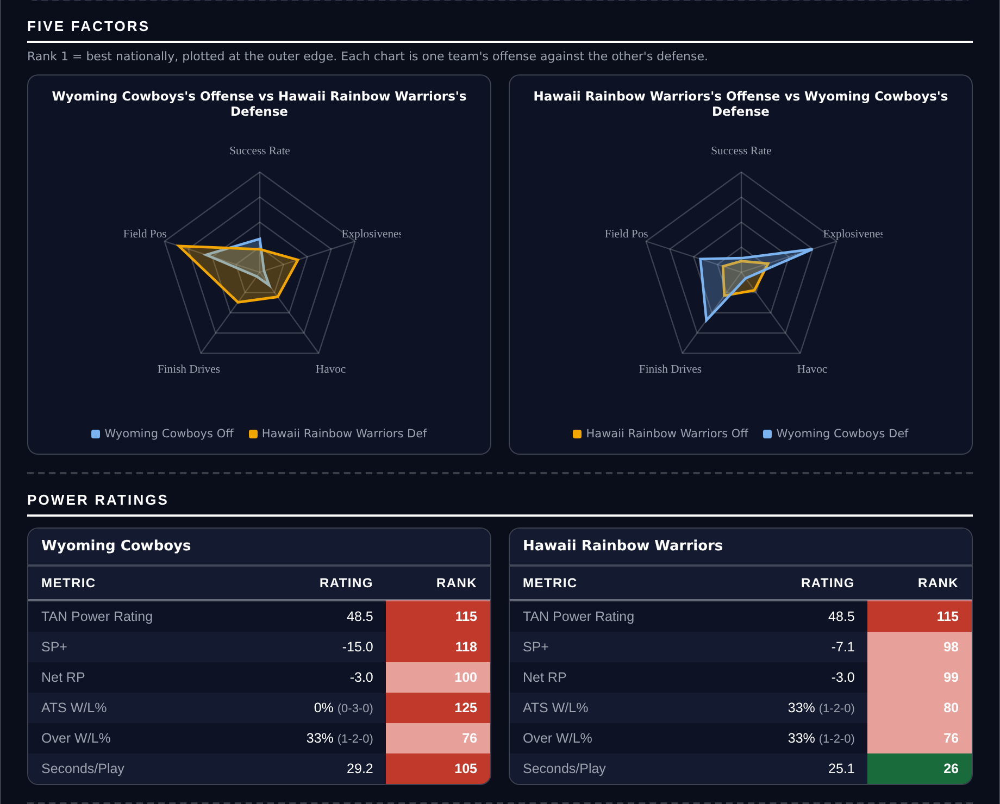 FIVE FACTORS
Rank 1 = best nationally, plotted at the outer edge. Each chart is one team's offense against the other's defense.
Wyoming Cowboys's Offense vs Hawaii Rainbow Warriors's
Defense
Success Rate
Field Pos
Explosivenes
Finish Drives
Havoc
Wyoming Cowboys Off
Hawaii Rainbow Warriors Def
Hawaii Rainbow Warriors's Offense vs Wyoming Cowboys's
Defense
Success Rate
Field Pos
Explosivenes
Finish Drives
Havoc
Hawaii Rainbow Warriors Off
Wyoming Cowboys Def
POWER RATINGS
Wyoming Cowboys
METRIC RATING RANK
TAN Power Rating 48.5 115
SP+ -15.0 118
Net RP -3.0 100
ATS W/L% 0% (0-3-0) 125
Over W/L% 33% (1-2-0) 76
Seconds/Play 29.2 105
Hawaii Rainbow Warriors
METRIC RATING RANK
TAN Power Rating 48.5 115
SP+ -7.1 98
Net RP -3.0 99
ATS W/L% 33% (1-2-0) 80
Over W/L% 33% (1-2-0) 76
Seconds/Play 25.1 26